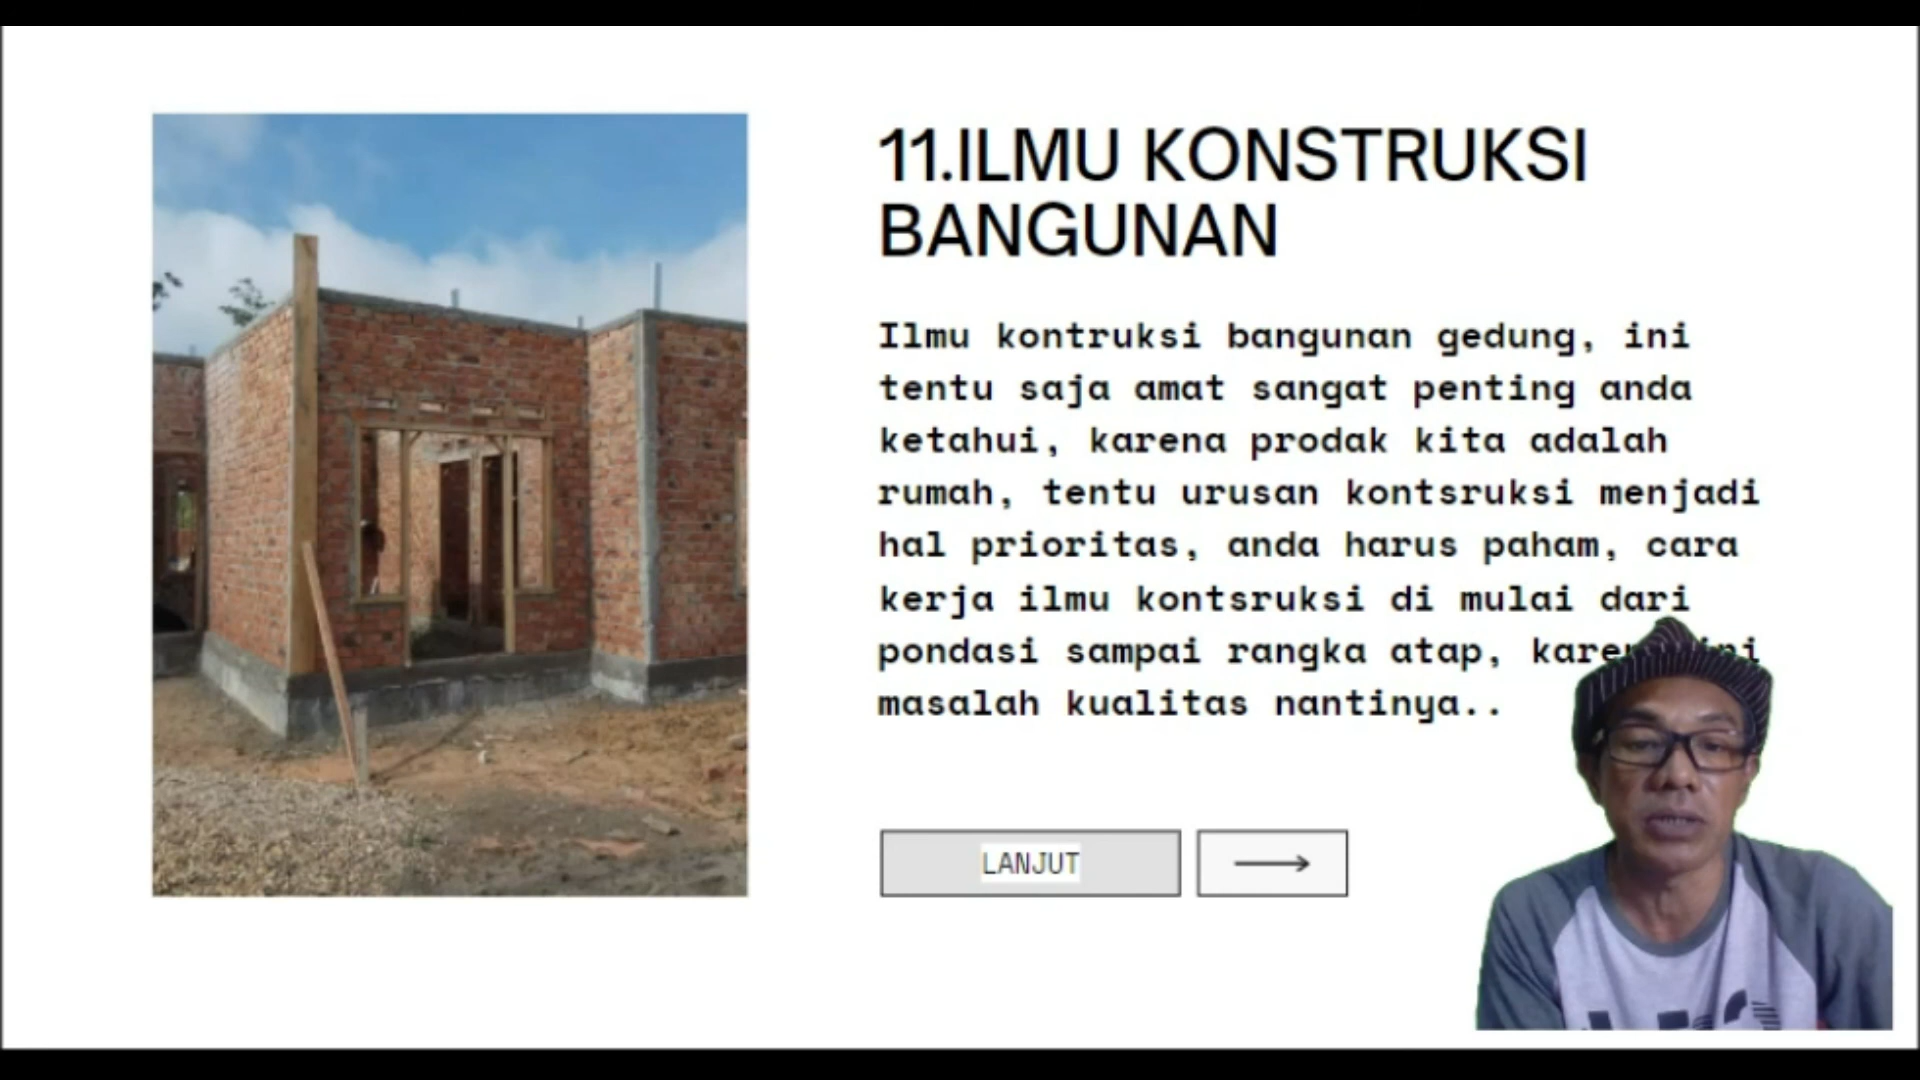 11.ILMU KONSTRUKSI
BANGUNAN
Ilmu kontruksi bangunan gedung, ini
tentu saja amat sangat penting anda
ketahui, karena prodak kita adalah
rumah, tentu urusan kontsruksi menjadi
hal prioritas, anda harus paham, cara
kerja ilmu kontsruksi di mulai dari
pondasi sampai rangka atap, karena ini
masalah kualitas nantinya..
LANJUT